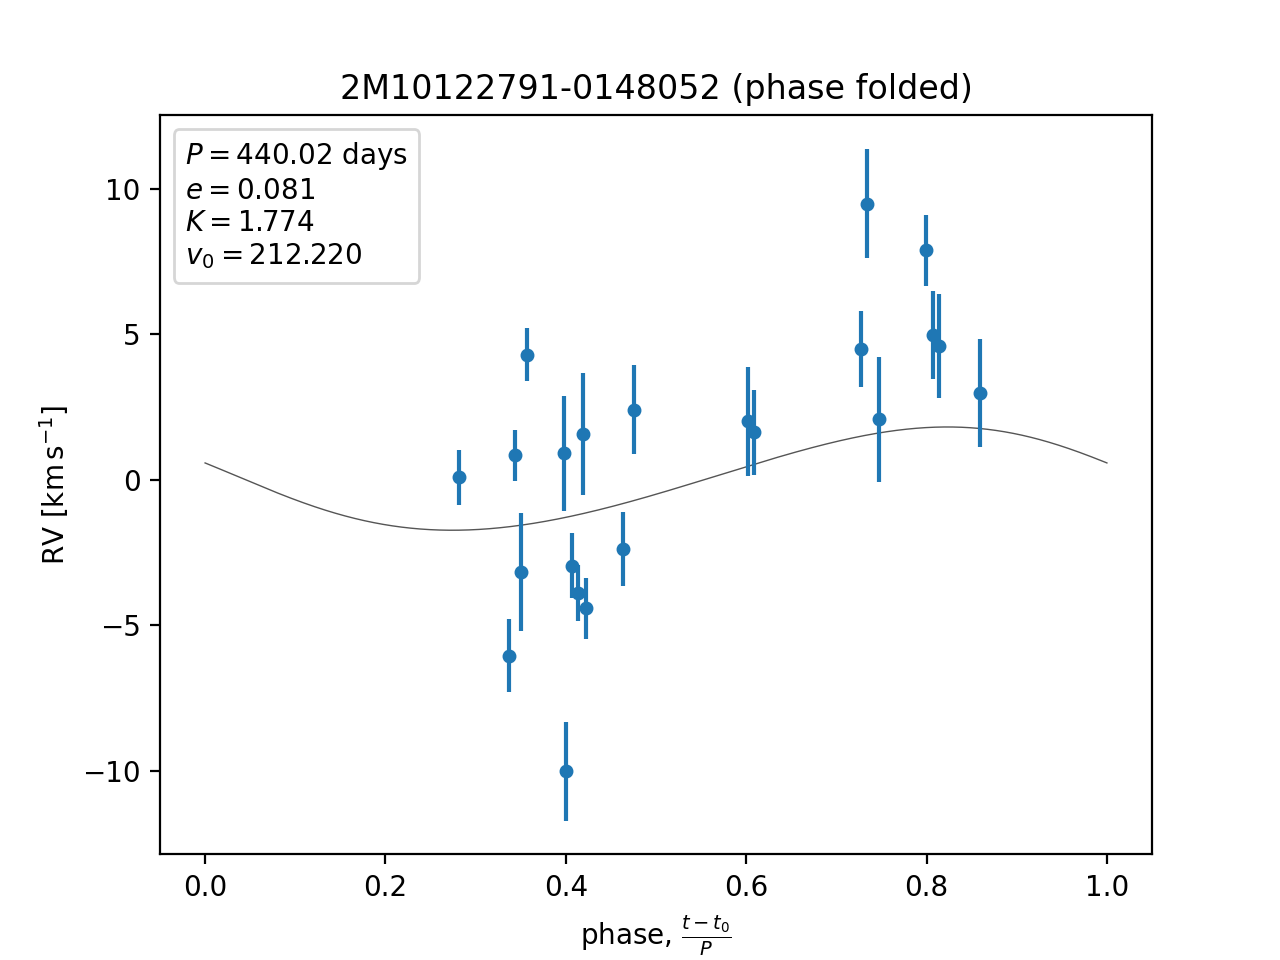 2M10122791-0148052 (phase folded)
P = 440.02 days
e = 0.081
K = 1.774
v₀ = 212.220
10
5
0
−5
−10
RV [km s⁻¹]
0.0 0.2 0.4 0.6 0.8 1.0
phase, (t − t₀)/P